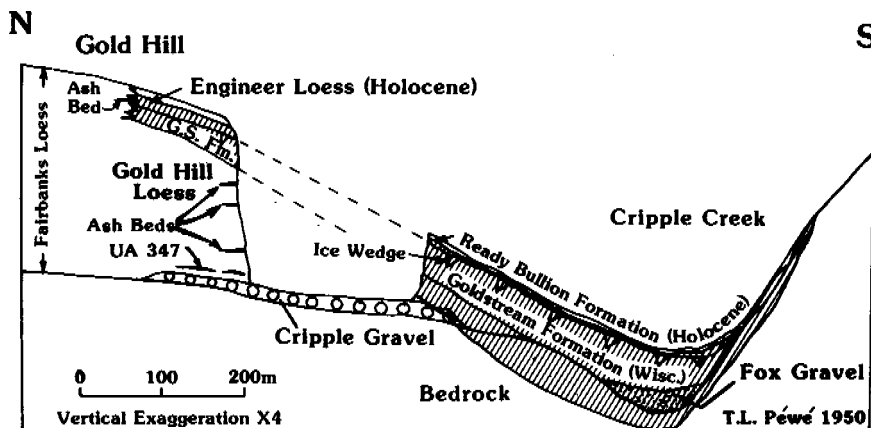 N
S
Gold Hill
Ash
Bed
Engineer Loess (Holocene)
G.S. Fm.
Fairbanks Loess
Gold Hill
Loess
Ash Beds
UA 347
Cripple Creek
Ice Wedge
Ready Bullion Formation (Holocene)
Goldstream Formation (Wisc.)
Cripple Gravel
Bedrock
Fox Gravel
0 100 200m
Vertical Exaggeration X4
T.L. Péwé 1950